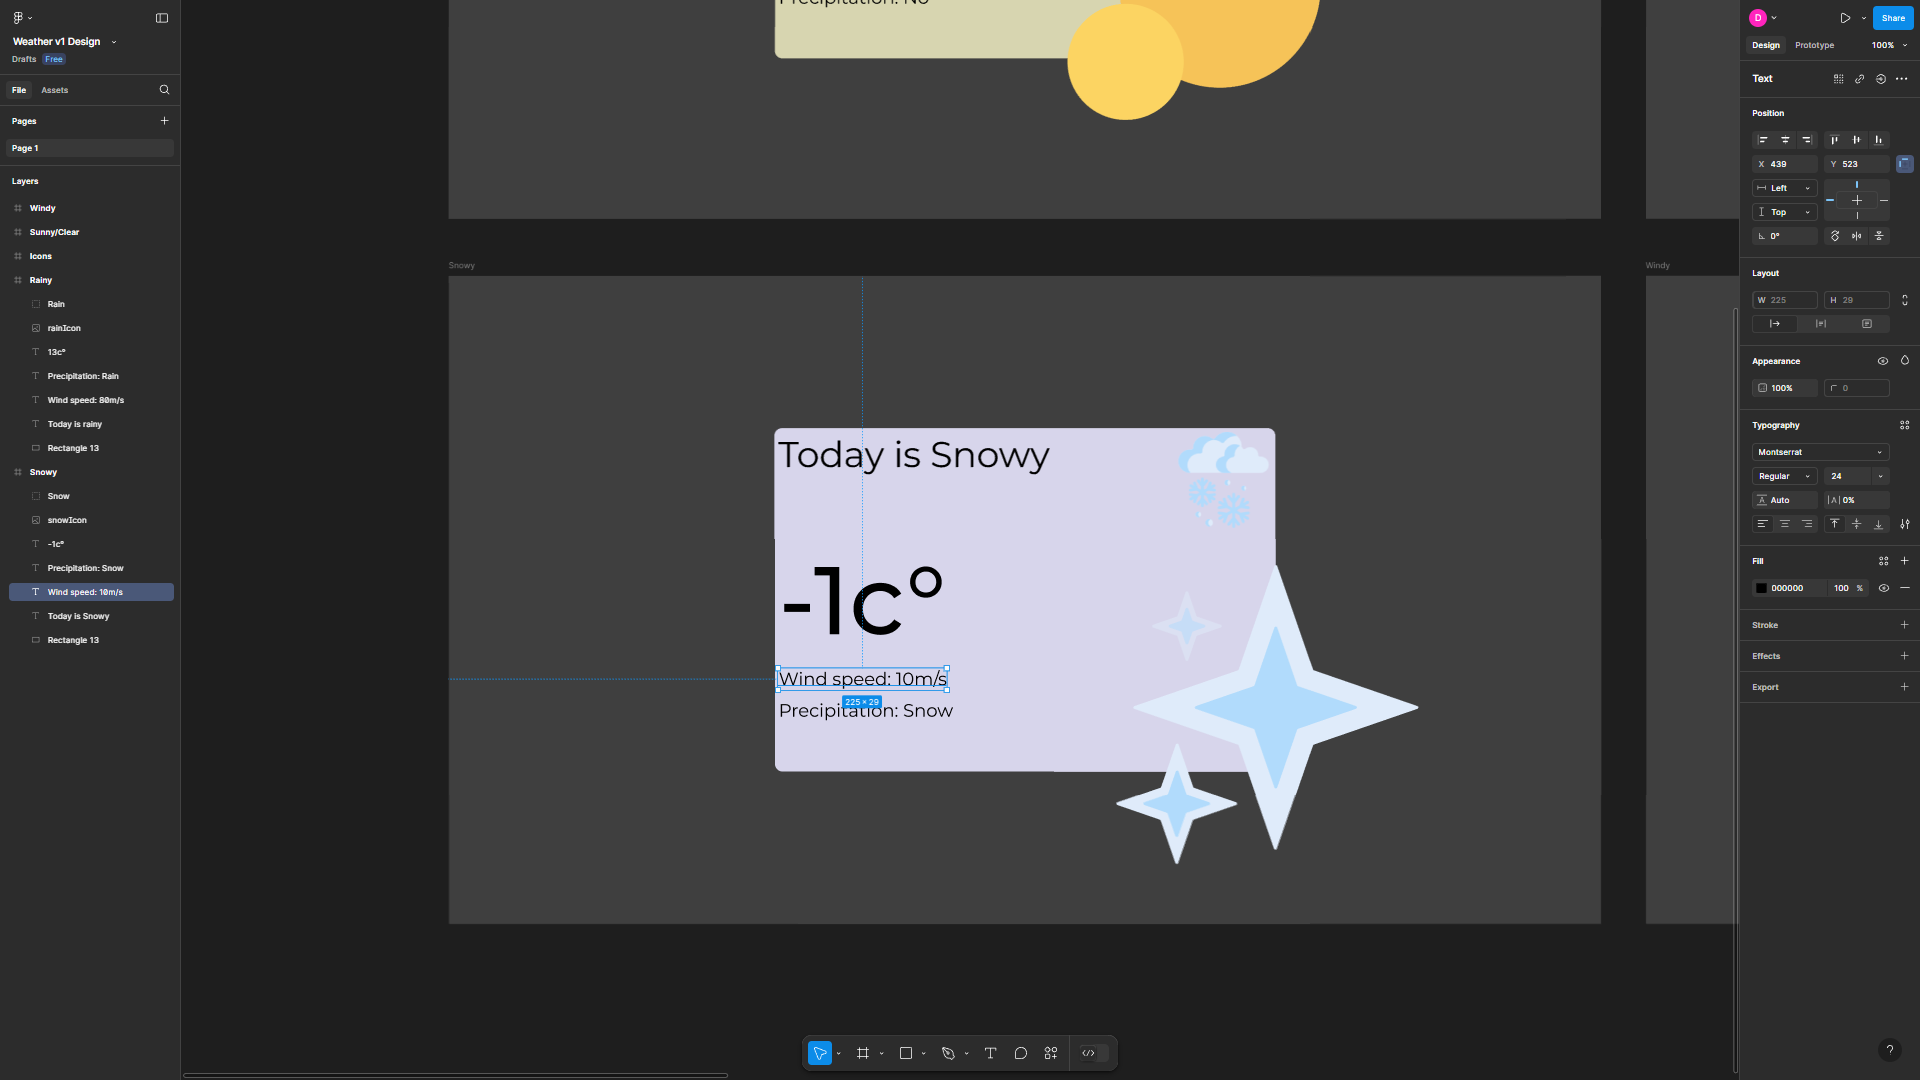 Weather v1 Design
Drafts Free
File Assets
Pages
Page 1
Layers
Windy
Sunny/Clear
Icons
Rainy
Rain
rainIcon
13c°
Precipitation: Rain
Wind speed: 80m/s
Today is rainy
Rectangle 13
Snowy
Snow
snowIcon
-1c°
Precipitation: Snow
Wind speed: 10m/s
Today is Snowy
Rectangle 13
Precipitation: No
Snowy
Windy
Today is Snowy
-1c°
Wind speed: 10m/s
225 × 29
Precipitation: Snow
D
Share
Design Prototype 100%
Text
Position
X 439 Y 523
Left
Top
0°
Layout
W 225 H 29
Appearance
100% 0
Typography
Montserrat
Regular 24
Auto |A| 0%
Fill
000000 100 %
Stroke
Effects
Export
?